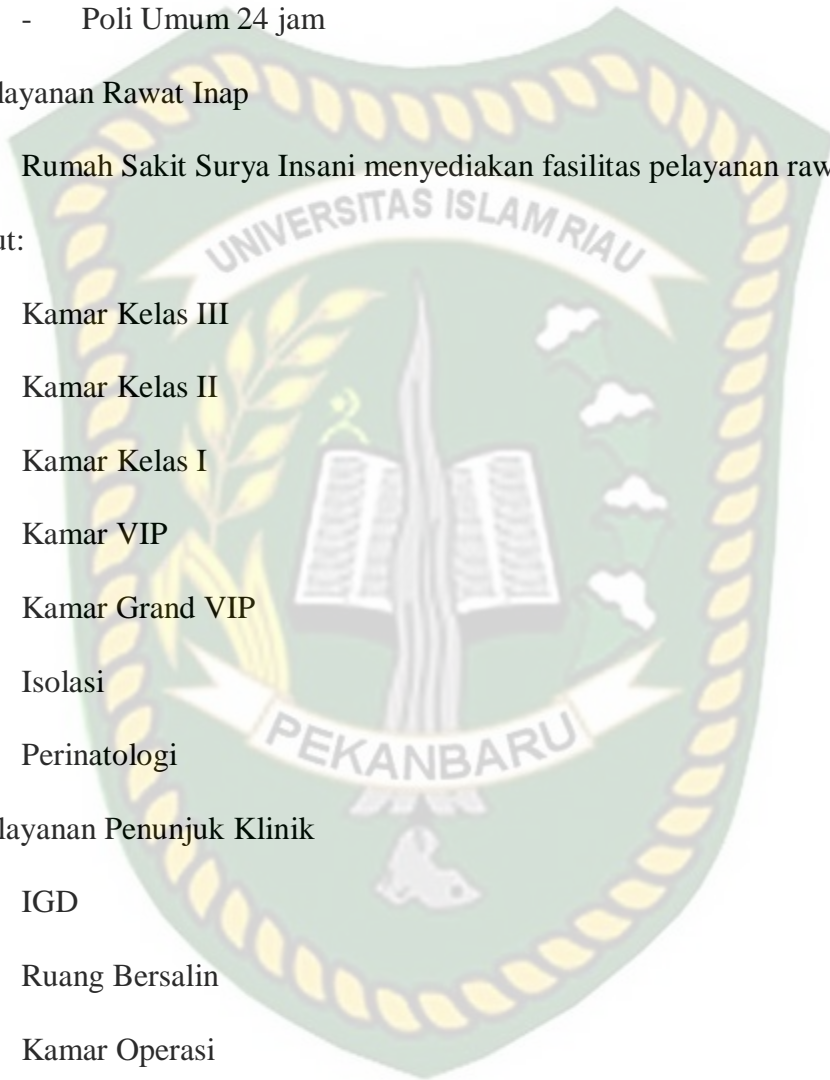 - Poli Umum 24 jam
layanan Rawat Inap
Rumah Sakit Surya Insani menyediakan fasilitas pelayanan raw
ut:
UNIVERSITAS ISLAM RIAU
Kamar Kelas III
Kamar Kelas II
Kamar Kelas I
Kamar VIP
Kamar Grand VIP
Isolasi
Perinatologi
PEKANBARU
layanan Penunjuk Klinik
IGD
Ruang Bersalin
Kamar Operasi